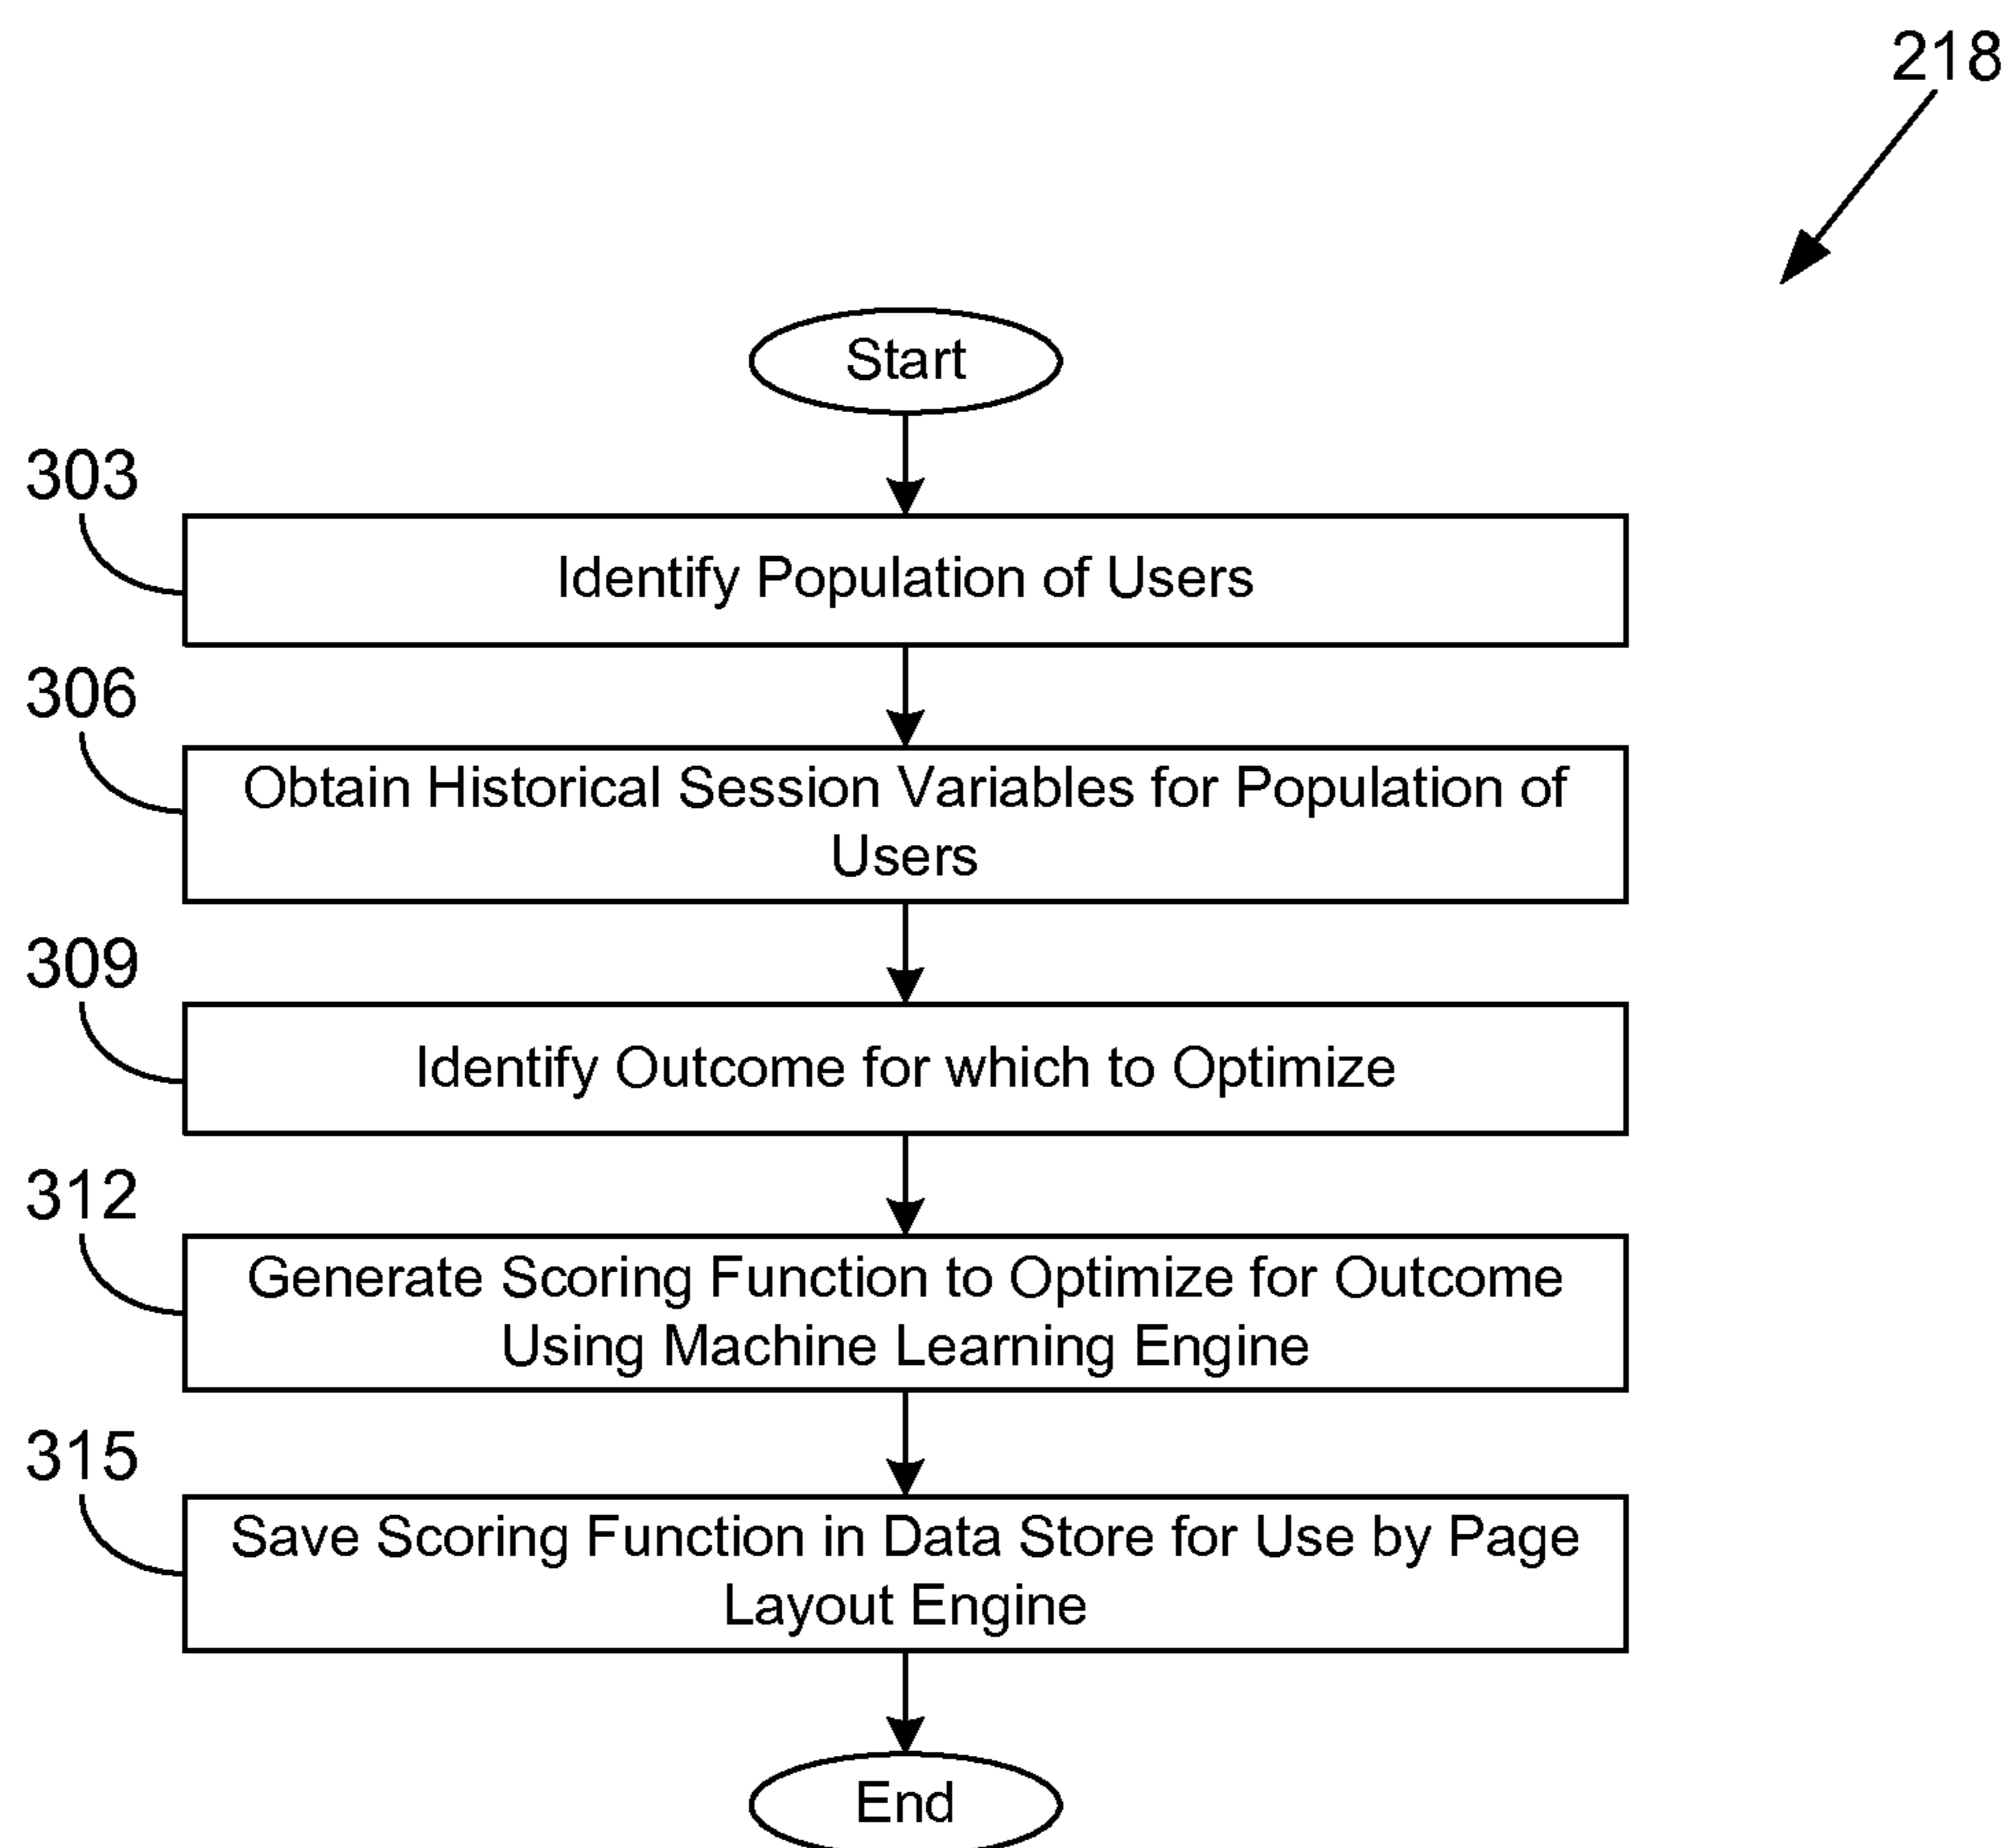 218
Start
303
Identify Population of Users
306
Obtain Historical Session Variables for Population of
Users
309
Identify Outcome for which to Optimize
312
Generate Scoring Function to Optimize for Outcome
Using Machine Learning Engine
315
Save Scoring Function in Data Store for Use by Page
Layout Engine
End